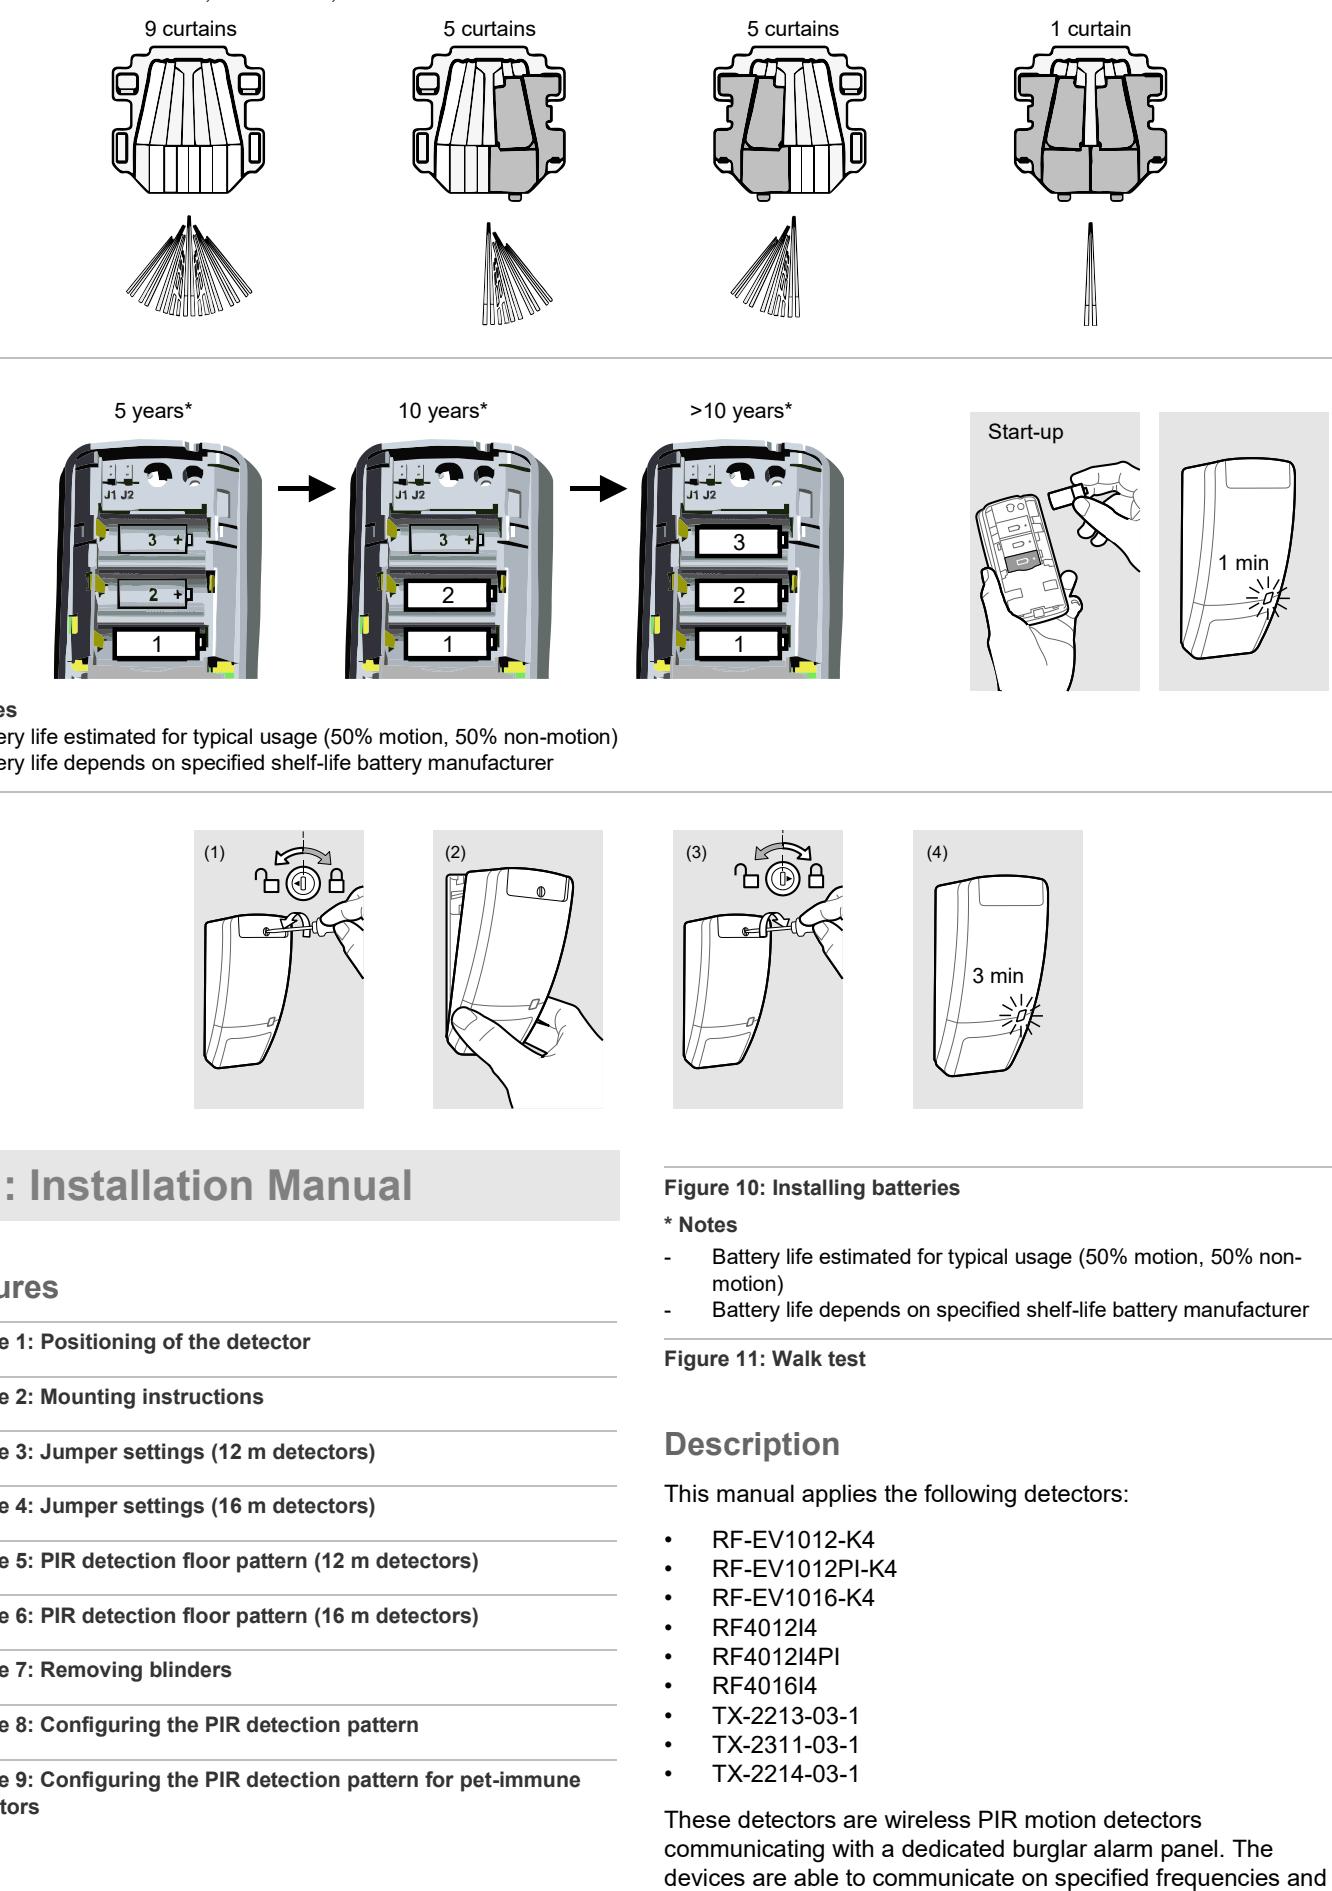 9 curtains
5 curtains
5 curtains
1 curtain
5 years*
10 years*
>10 years*
J1 J2
3 +
2 +
1
J1 J2
3 +
2
1
J1 J2
3
2
1
Start-up
1 min
es
ery life estimated for typical usage (50% motion, 50% non-motion)
ery life depends on specified shelf-life battery manufacturer
(1)
(2)
(3)
(4)
3 min
: Installation Manual
ures
e 1: Positioning of the detector
e 2: Mounting instructions
e 3: Jumper settings (12 m detectors)
e 4: Jumper settings (16 m detectors)
e 5: PIR detection floor pattern (12 m detectors)
e 6: PIR detection floor pattern (16 m detectors)
e 7: Removing blinders
e 8: Configuring the PIR detection pattern
e 9: Configuring the PIR detection pattern for pet-immune
tors
Figure 10: Installing batteries
* Notes
- Battery life estimated for typical usage (50% motion, 50% non-
motion)
- Battery life depends on specified shelf-life battery manufacturer
Figure 11: Walk test
Description
This manual applies the following detectors:
• RF-EV1012-K4
• RF-EV1012PI-K4
• RF-EV1016-K4
• RF4012I4
• RF4012I4PI
• RF4016I4
• TX-2213-03-1
• TX-2311-03-1
• TX-2214-03-1
These detectors are wireless PIR motion detectors
communicating with a dedicated burglar alarm panel. The
devices are able to communicate on specified frequencies and